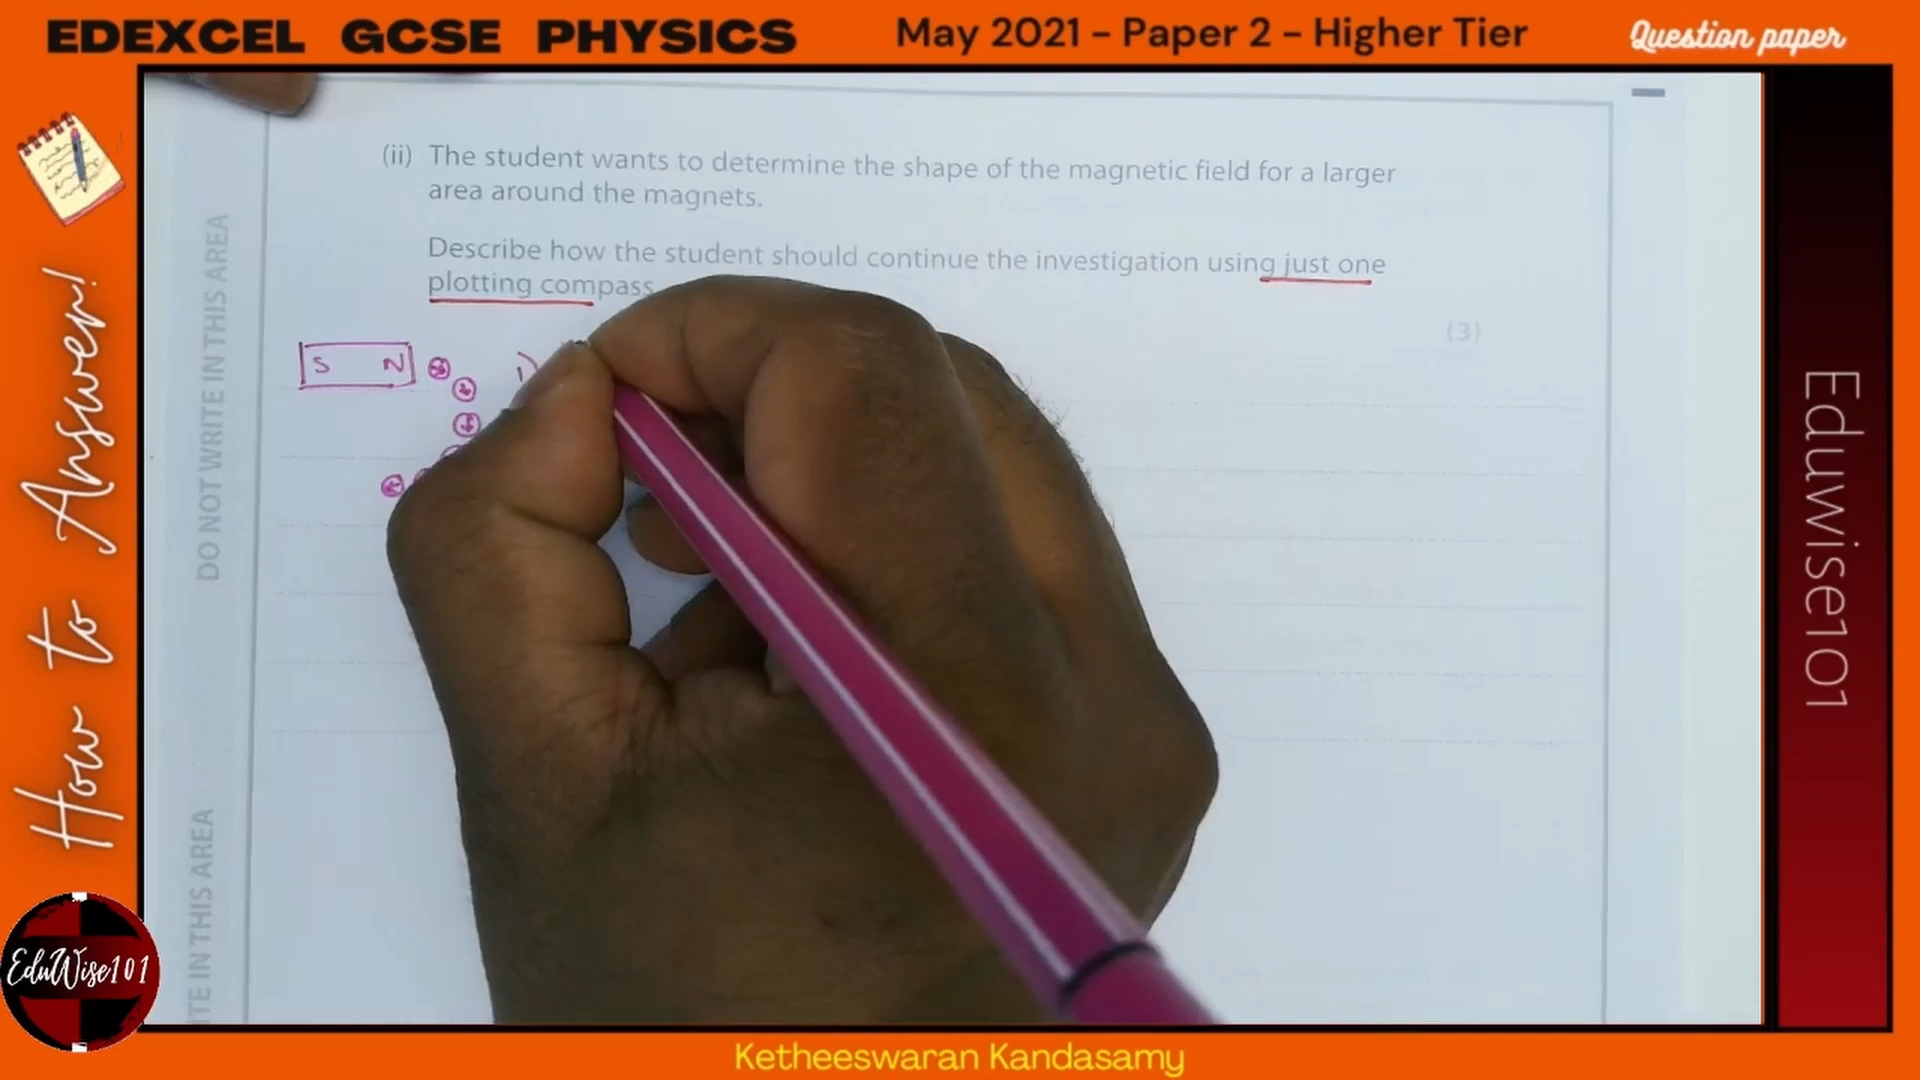 EDEXCEL GCSE PHYSICS
May 2021 - Paper 2 - Higher Tier
Question paper
(ii) The student wants to determine the shape of the magnetic field for a larger
area around the magnets.
Describe how the student should continue the investigation using just one
plotting compass
(3)
S N
1)
DO NOT WRITE IN THIS AREA
TE IN THIS AREA
How to Answer!
Eduwise101
EduWise101
Ketheeswaran Kandasamy